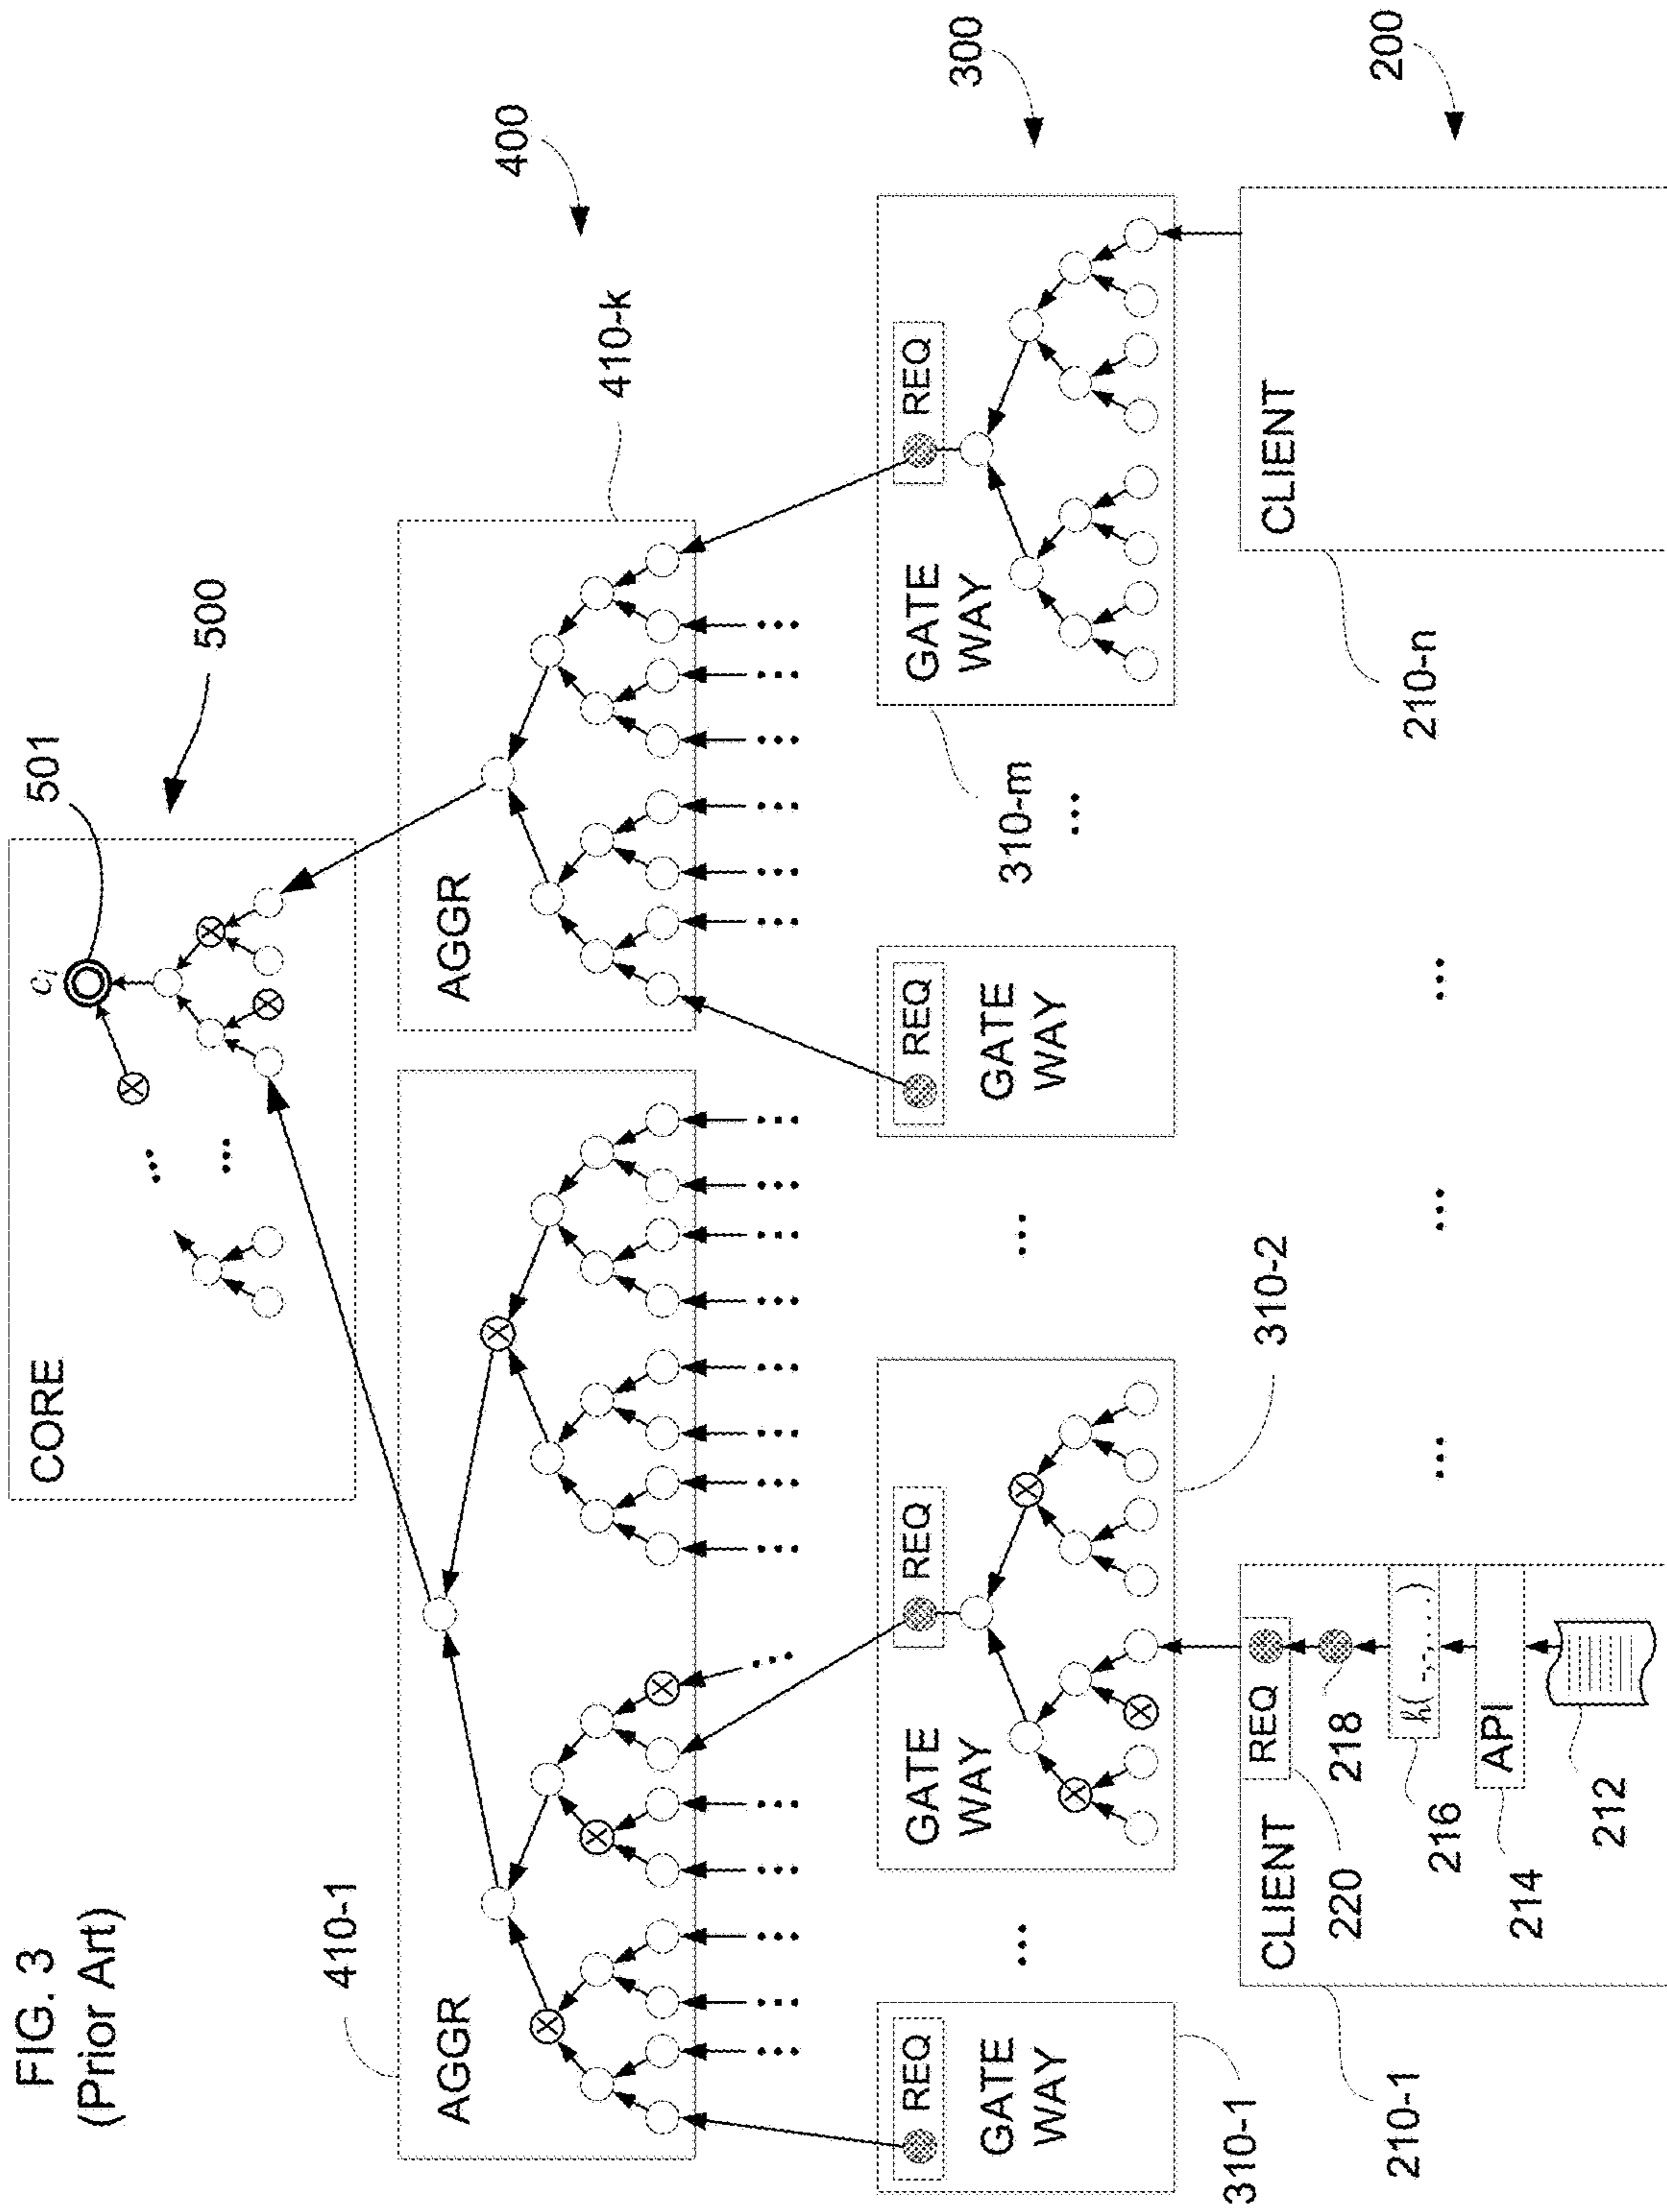 FIG. 3
(Prior Art)
CORE
c_i
501
500
410-1
AGGR
AGGR
410-k
400
...
...
310-1
REQ
GATE
WAY
...
REQ
GATE
WAY
310-2
...
REQ
GATE
WAY
310-m
...
REQ
GATE
WAY
300
210-1
CLIENT
REQ
220
218
h( -,-,. . . )
216
API
214
212
...
...
...
CLIENT
210-n
200